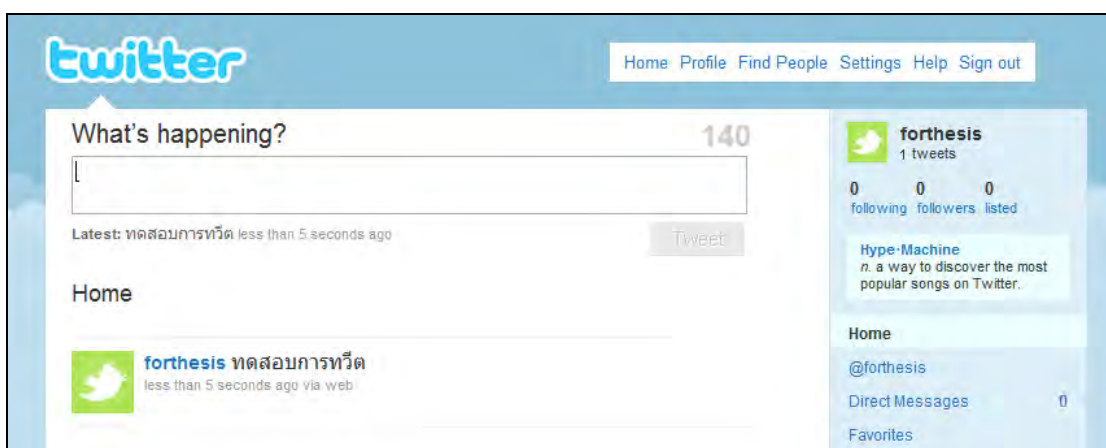 twitter
Home Profile Find People Settings Help Sign out
What's happening?
140
Latest: ทดสอบการทวีต less than 5 seconds ago
Tweet
Home
forthesis ทดสอบการทวีต
less than 5 seconds ago via web
forthesis
1 tweets
0 0 0
following followers listed
Hype·Machine
n. a way to discover the most
popular songs on Twitter.
Home
@forthesis
Direct Messages 0
Favorites